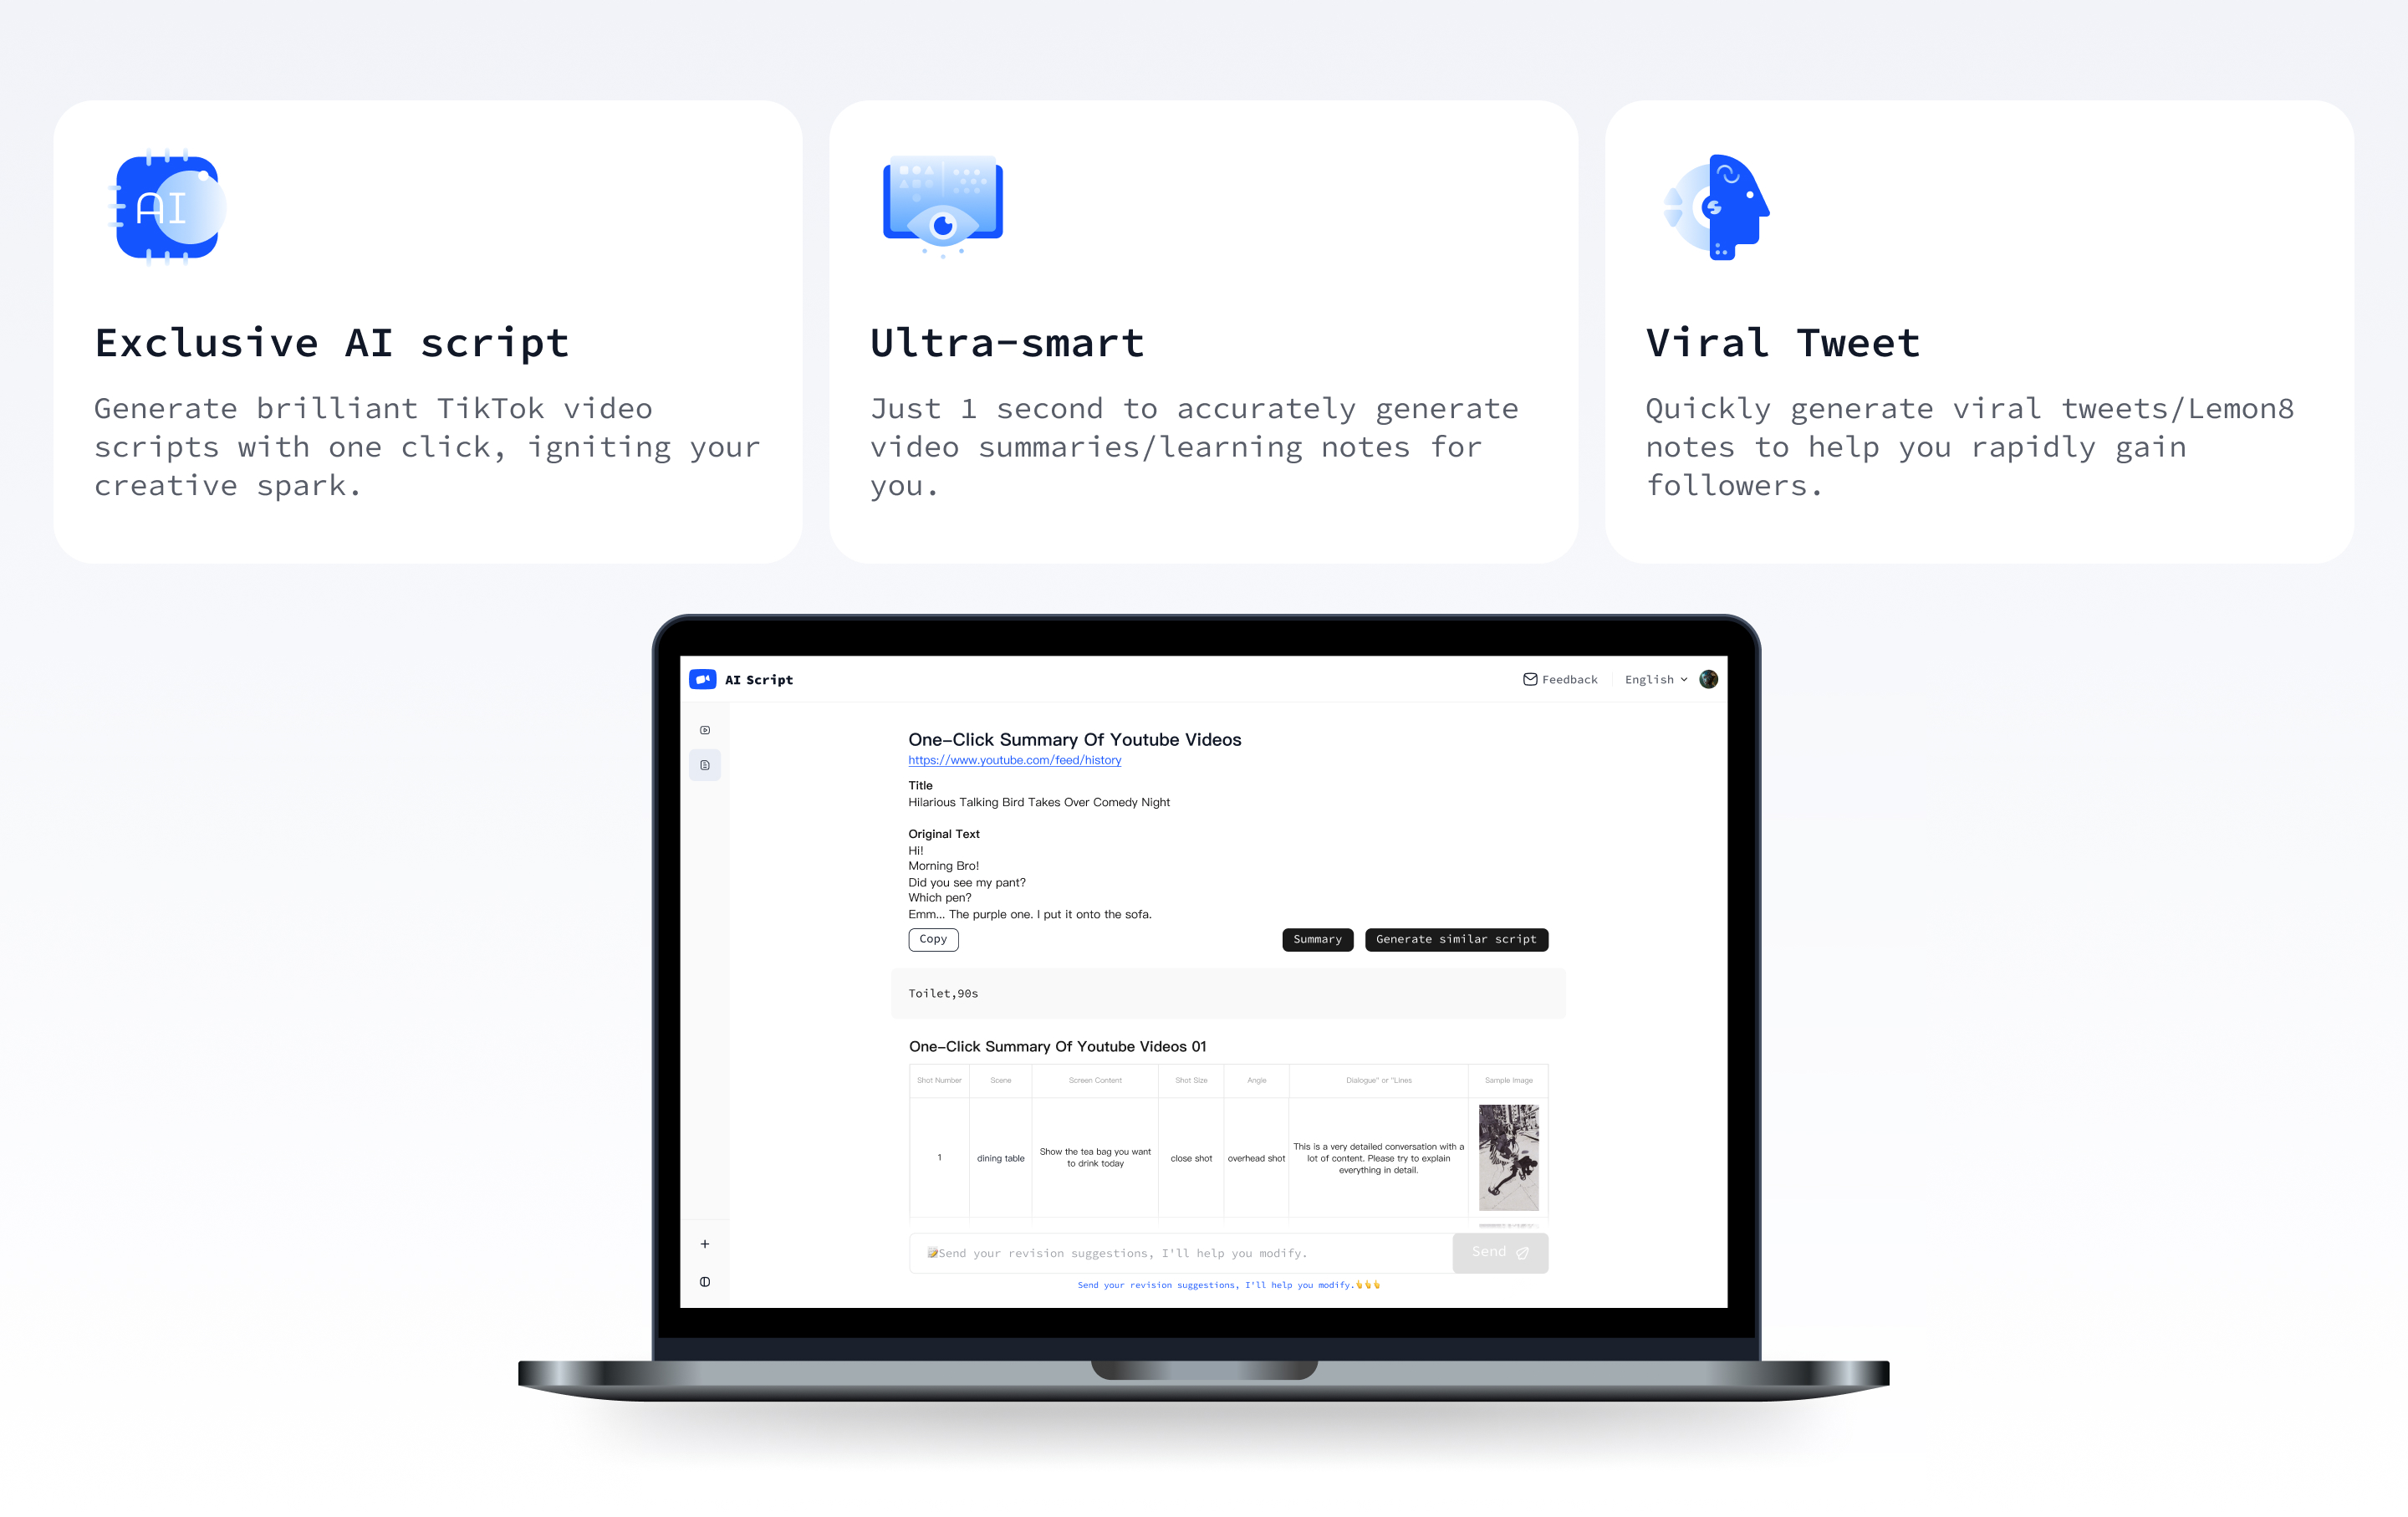 AI
Exclusive AI script
Generate brilliant TikTok video
scripts with one click, igniting your
creative spark.
Ultra-smart
Just 1 second to accurately generate
video summaries/learning notes for
you.
Viral Tweet
Quickly generate viral tweets/Lemon8
notes to help you rapidly gain
followers.
AI Script
Feedback
English
One-Click Summary Of Youtube Videos
https://www.youtube.com/feed/history
Title
Hilarious Talking Bird Takes Over Comedy Night
Original Text
Hi!
Morning Bro!
Did you see my pant?
Which pen?
Emm... The purple one. I put it onto the sofa.
Copy
Summary
Generate similar script
Toilet,90s
One-Click Summary Of Youtube Videos 01
Shot Number
Scene
Screen Content
Shot Size
Angle
Dialogue" or "Lines
Sample Image
1
dining table
Show the tea bag you want
to drink today
close shot
overhead shot
This is a very detailed conversation with a
lot of content. Please try to explain
everything in detail.
📝Send your revision suggestions, I'll help you modify.
Send
Send your revision suggestions, I'll help you modify.👆👆👆